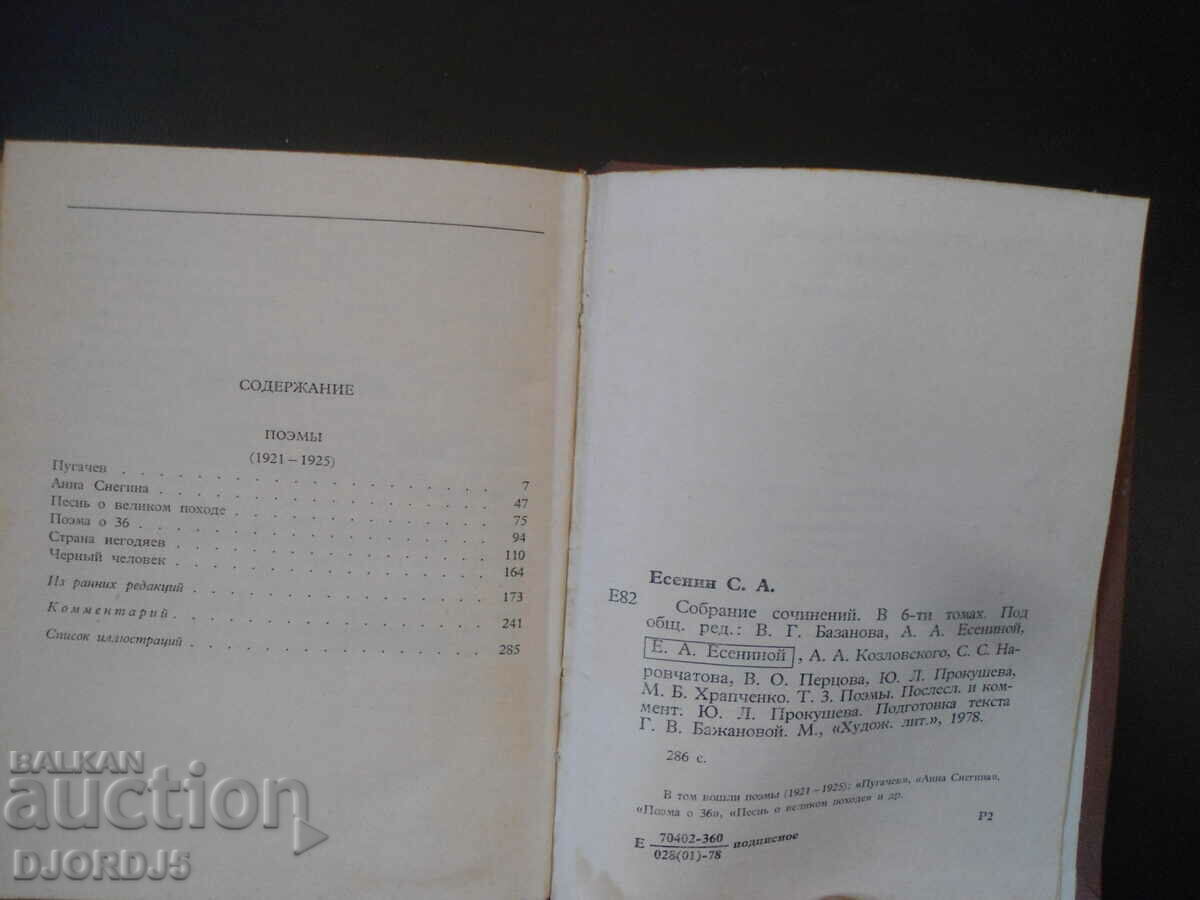 СОДЕРЖАНИЕ
ПОЭМЫ
(1921 – 1925)
Пугачев . . . . . . . . . . . . . . . . . 7
Анна Снегина . . . . . . . . . . . . . . . . 47
Песнь о великом походе . . . . . . . . . . . . 75
Поэма о 36 . . . . . . . . . . . . . . . . 94
Страна негодяев . . . . . . . . . . . . . . 110
Черный человек . . . . . . . . . . . . . . 164
Из ранних редакций . . . . . . . . . . . . . 173
Комментарий . . . . . . . . . . . . . . 241
Список иллюстраций . . . . . . . . . . . . . 285
Есенин С. А.
Е82
Собрание сочинений. В 6-ти томах. Под
общ. ред.: В. Г. Базанова, А. А. Есениной,
Е. А. Есениной, А. А. Козловского, С. С. На-
ровчатова, В. О. Перцова, Ю. Л. Прокушева,
М. Б. Храпченко. Т. 3. Поэмы. Послесл. и ком-
мент. Ю. Л. Прокушева. Подготовка текста
Г. В. Бажановой. М., «Худож. лит.», 1978.
286 с.
В том вошли поэмы (1921 – 1925): «Пугачев», «Анна Снегина»,
«Поэма о 36», «Песнь о великом походе» и др.
Р2
Е 70402-360 подписное
028(01)-78
BALKAN
auction
DJORDJ5